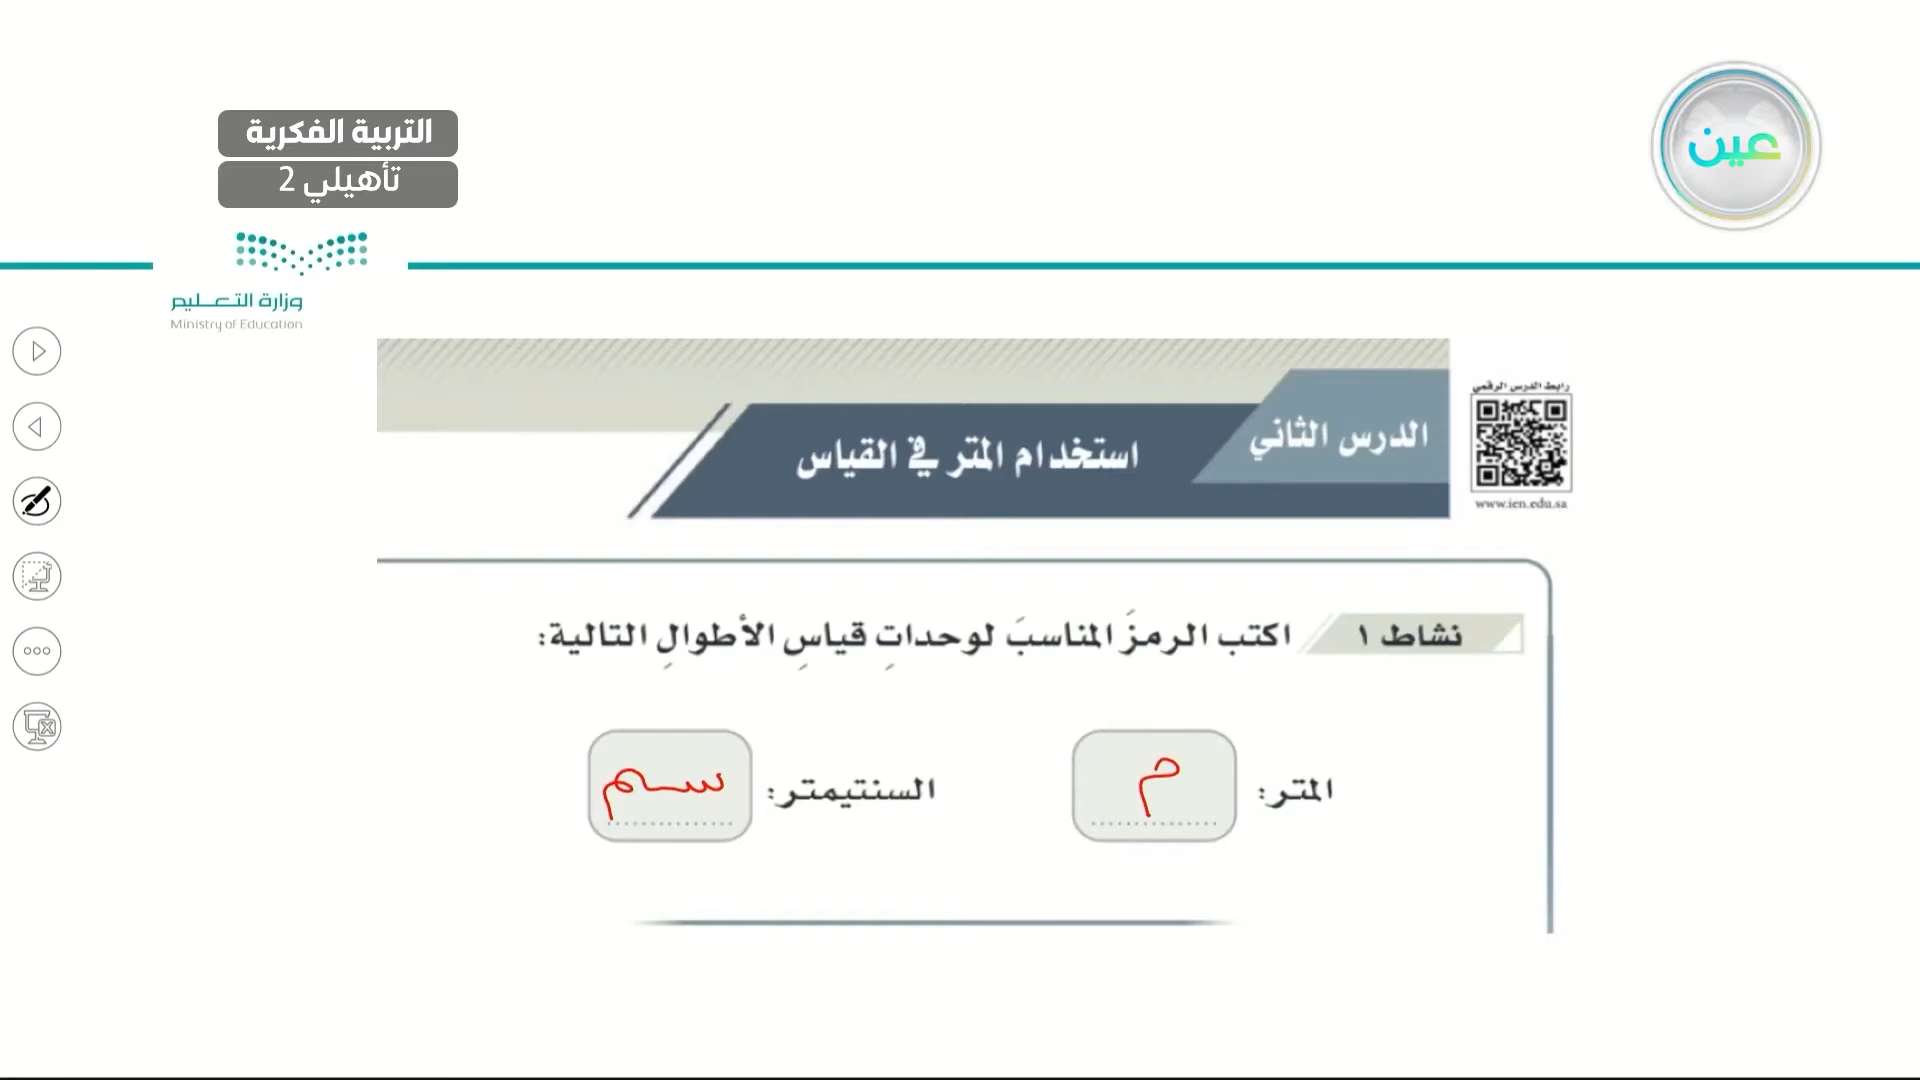 التربية الفكرية
تأهيلي 2
عين
وزارة التعليم
Ministry of Education
رابط الدرس الرقمي
www.ien.edu.sa
الدرس الثاني
استخدام المتر في القياس
نشاط ١ اكتب الرمزَ المناسبَ لوحداتِ قياسِ الأطوالِ التالية:
المتر: م السنتيمتر: سم